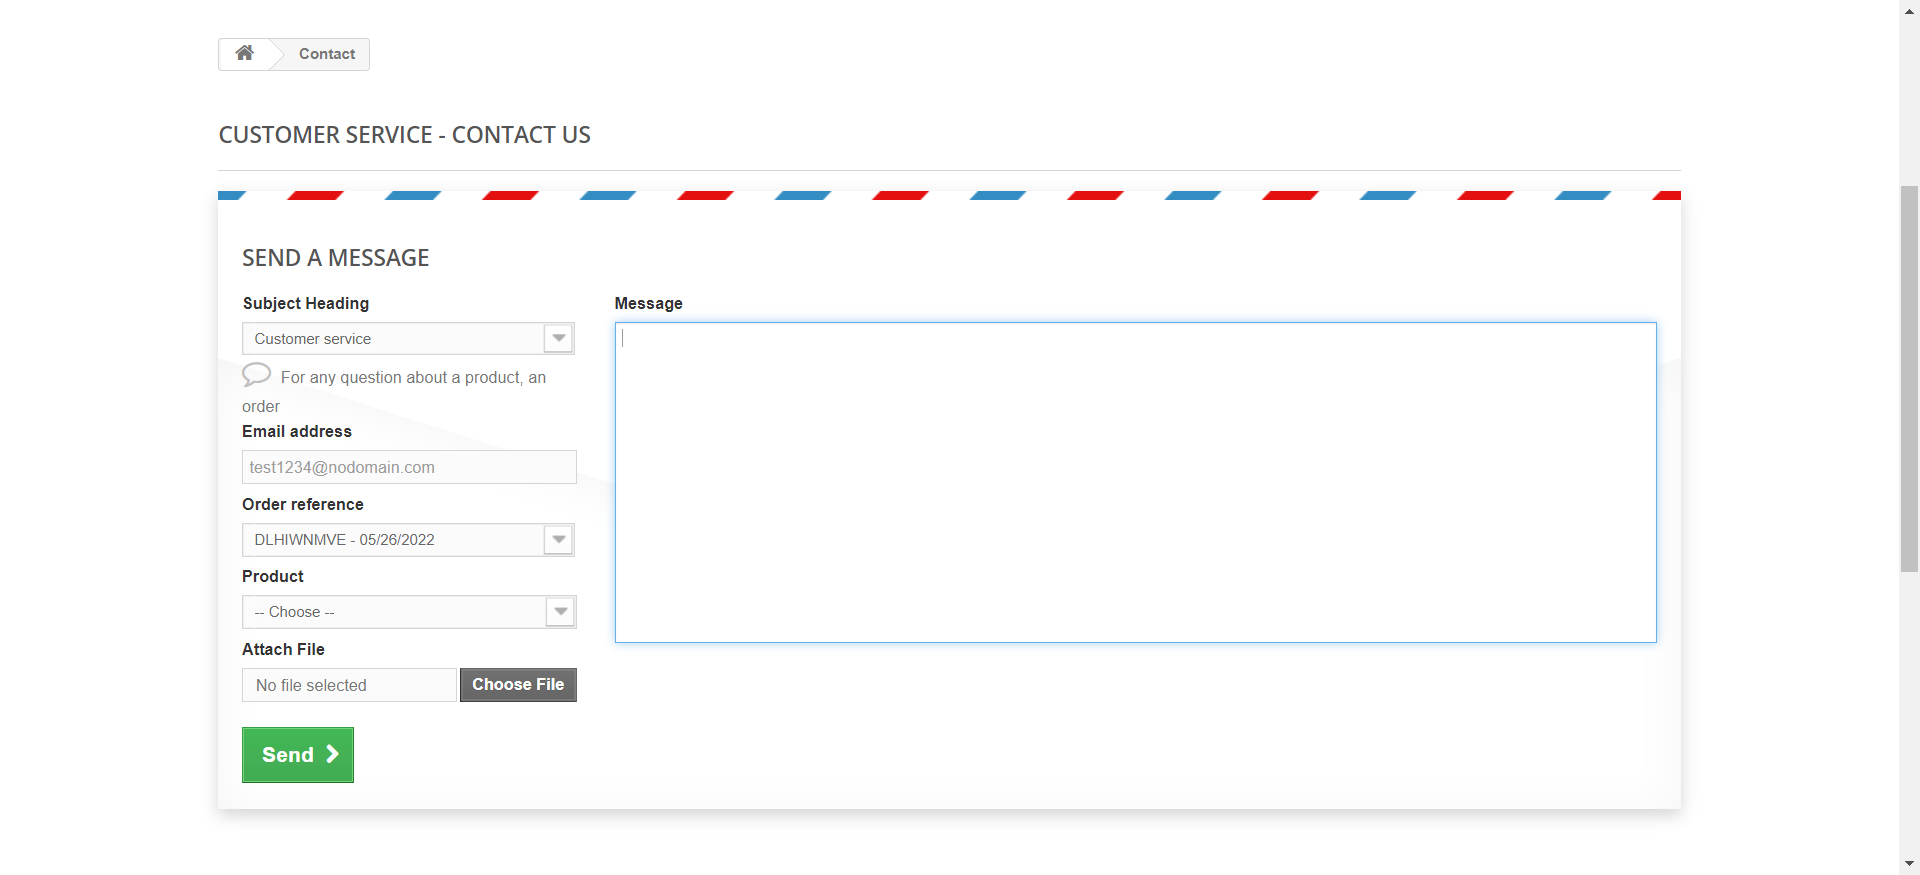 Contact
CUSTOMER SERVICE - CONTACT US
SEND A MESSAGE
Subject Heading
Customer service
For any question about a product, an
order
Email address
test1234@nodomain.com
Order reference
DLHIWNMVE - 05/26/2022
Product
-- Choose --
Attach File
No file selected
Choose File
Send
Message